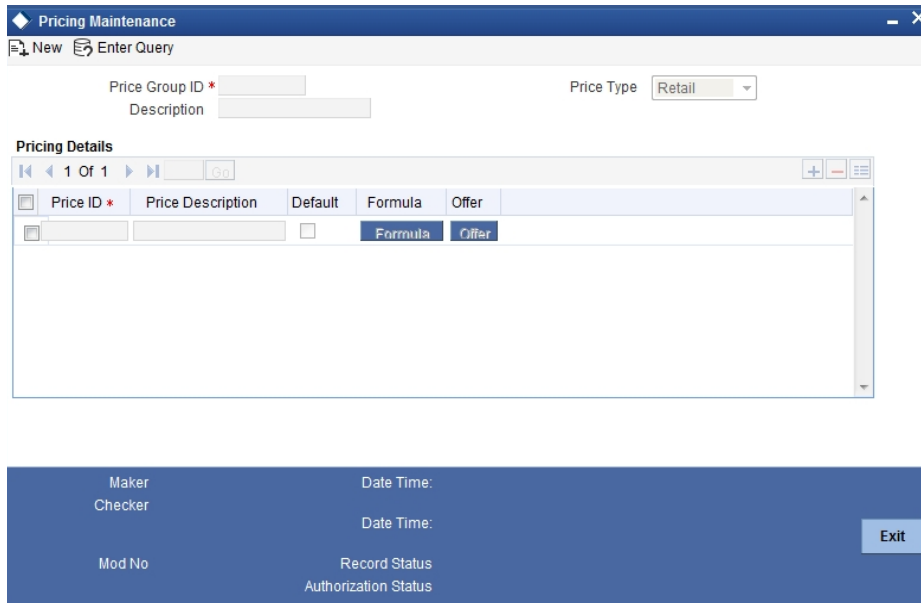 Pricing Maintenance
New Enter Query
Price Group ID * Price Type Retail
Description
Pricing Details
1 Of 1 Go
Price ID * Price Description Default Formula Offer
Formula Offer
Maker Date Time:
Checker
Date Time:
Exit
Mod No Record Status
Authorization Status